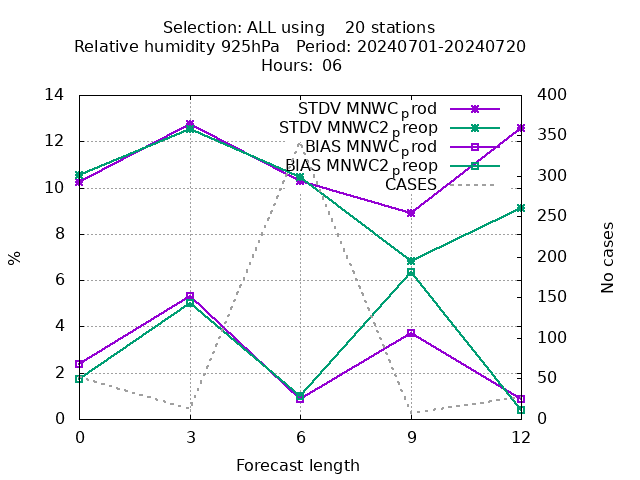 Selection: ALL using    20 stations
Relative humidity 925hPa   Period: 20240701-20240720
Hours: 06
STDV MNWC_prod
STDV MNWC2_preop
BIAS MNWC_prod
BIAS MNWC2_preop
CASES
14
12
10
8
6
4
2
0
%
400
350
300
250
200
150
100
50
0
No cases
0 3 6 9 12
Forecast length